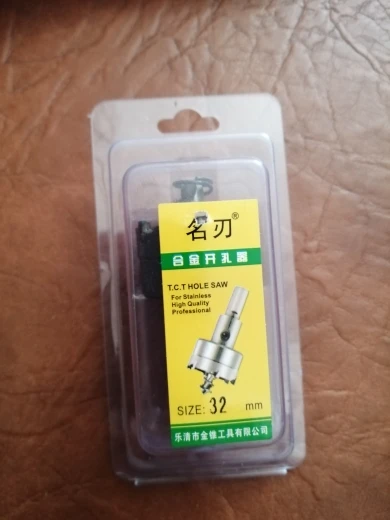 名刃®
合金开孔器
T.C.T HOLE SAW
For Stainless
High Quality
Professional
SIZE: 32 mm
乐清市金锥工具有限公司